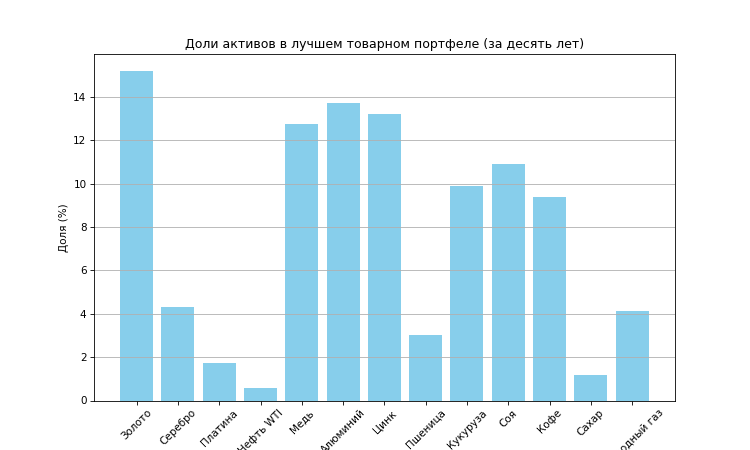 Доли активов в лучшем товарном портфеле (за десять лет)
Доля (%)
14
12
10
8
6
4
2
0
Золото
Серебро
Платина
Нефть WTI
Медь
Алюминий
Цинк
Пшеница
Кукуруза
Соя
Кофе
Сахар
газ